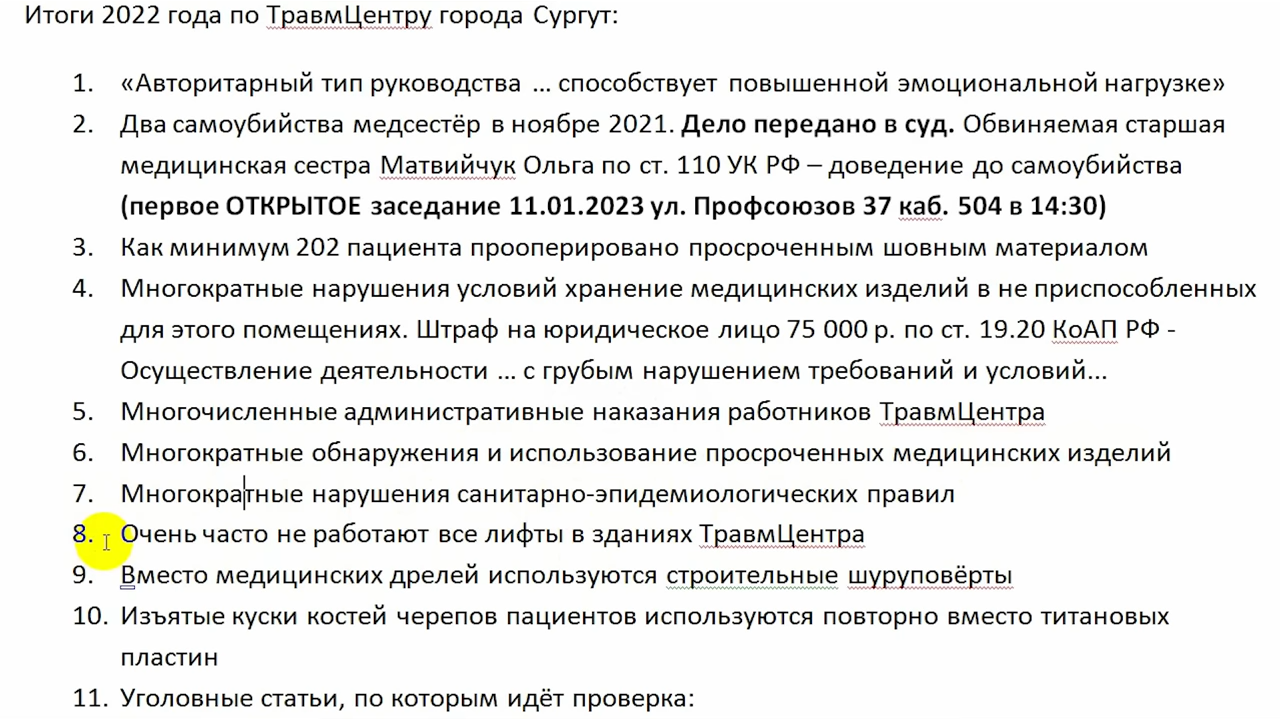 Итоги 2022 года по ТравмЦентру города Сургут:
1. «Авторитарный тип руководства ... способствует повышенной эмоциональной нагрузке»
2. Два самоубийства медсестёр в ноябре 2021. Дело передано в суд. Обвиняемая старшая
медицинская сестра Матвийчук Ольга по ст. 110 УК РФ – доведение до самоубийства
(первое ОТКРЫТОЕ заседание 11.01.2023 ул. Профсоюзов 37 каб. 504 в 14:30)
3. Как минимум 202 пациента прооперировано просроченным шовным материалом
4. Многократные нарушения условий хранение медицинских изделий в не приспособленных
для этого помещениях. Штраф на юридическое лицо 75 000 р. по ст. 19.20 КоАП РФ -
Осуществление деятельности ... с грубым нарушением требований и условий...
5. Многочисленные административные наказания работников ТравмЦентра
6. Многократные обнаружения и использование просроченных медицинских изделий
7. Многократные нарушения санитарно-эпидемиологических правил
8. Очень часто не работают все лифты в зданиях ТравмЦентра
9. Вместо медицинских дрелей используются строительные шуруповёрты
10. Изъятые куски костей черепов пациентов используются повторно вместо титановых
пластин
11. Уголовные статьи, по которым идёт проверка: